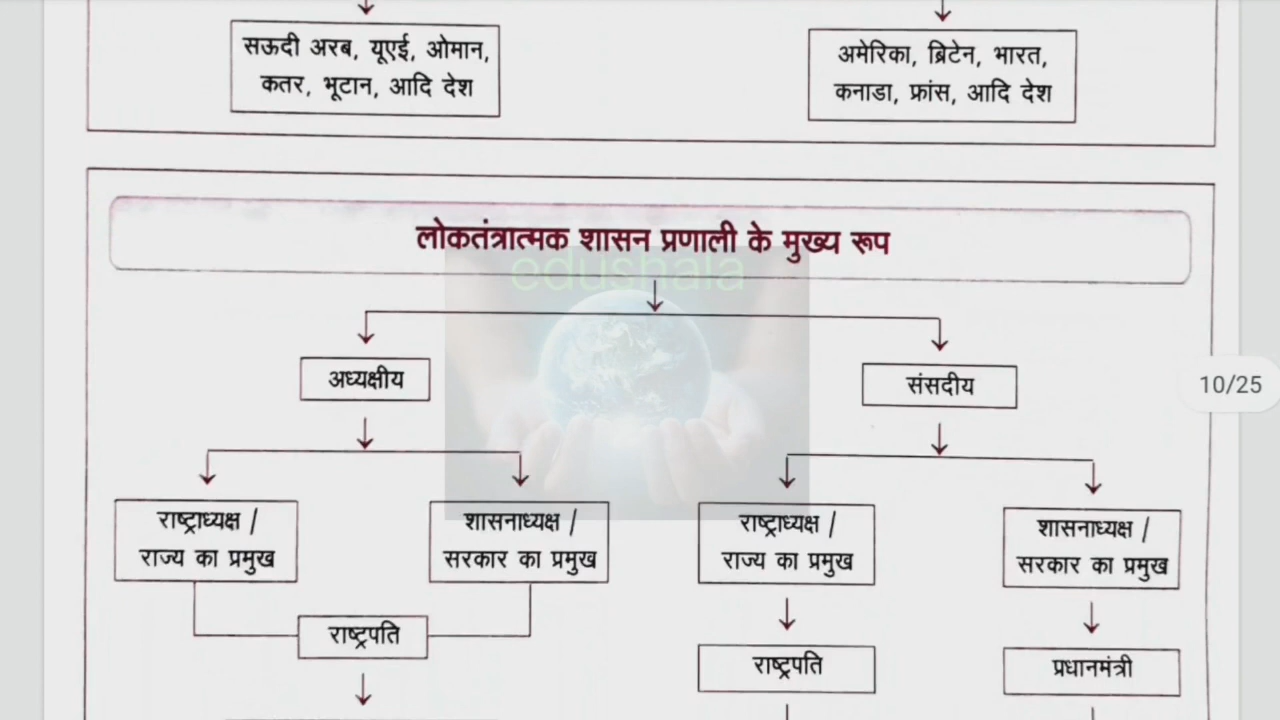 सऊदी अरब, यूएई, ओमान,
कतर, भूटान, आदि देश
अमेरिका, ब्रिटेन, भारत,
कनाडा, फ्रांस, आदि देश
लोकतंत्रात्मक शासन प्रणाली के मुख्य रूप
edushala
अध्यक्षीय
संसदीय
10/25
राष्ट्राध्यक्ष /
राज्य का प्रमुख
शासनाध्यक्ष /
सरकार का प्रमुख
राष्ट्राध्यक्ष /
राज्य का प्रमुख
शासनाध्यक्ष /
सरकार का प्रमुख
राष्ट्रपति
राष्ट्रपति
प्रधानमंत्री